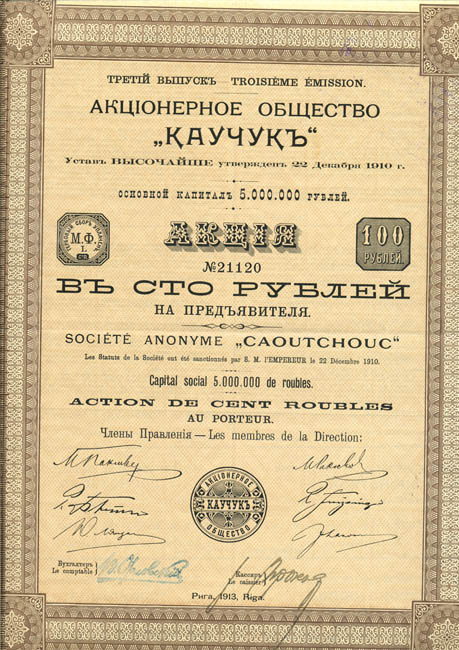 ТРЕТІЙ ВЫПУСКЪ TROISIÈME ÉMISSION.
АКЦІОНЕРНОЕ ОБЩЕСТВО
„КАУЧУКЪ“
Уставъ ВЫСОЧАЙШЕ утвержденъ 22 Декабря 1910 г.
ОСНОВНОЙ КАПИТАЛЪ 5.000.000 РУБЛЕЙ.
АКЦІЯ
М.Ф.
1.
100
РУБЛЕЙ.
№21120
ВЪ СТО РУБЛЕЙ
НА ПРЕДЪЯВИТЕЛЯ.
SOCIÉTÉ ANONYME „CAOUTCHOUC“
Les Statuts de la Société ont été sanctionnés par S. M. l'EMPEREUR le 22 Décembre 1910.
Capital social 5.000.000 de roubles.
ACTION DE CENT ROUBLES
AU PORTEUR.
Члены Правленія — Les membres de la Direction:
АКЦІОНЕРНОЕ
КАУЧУКЪ
ОБЩЕСТВО
Бухгалтеръ }
Le comptable }
Кассиръ }
Le caissier }
Рига, 1913, Riga.